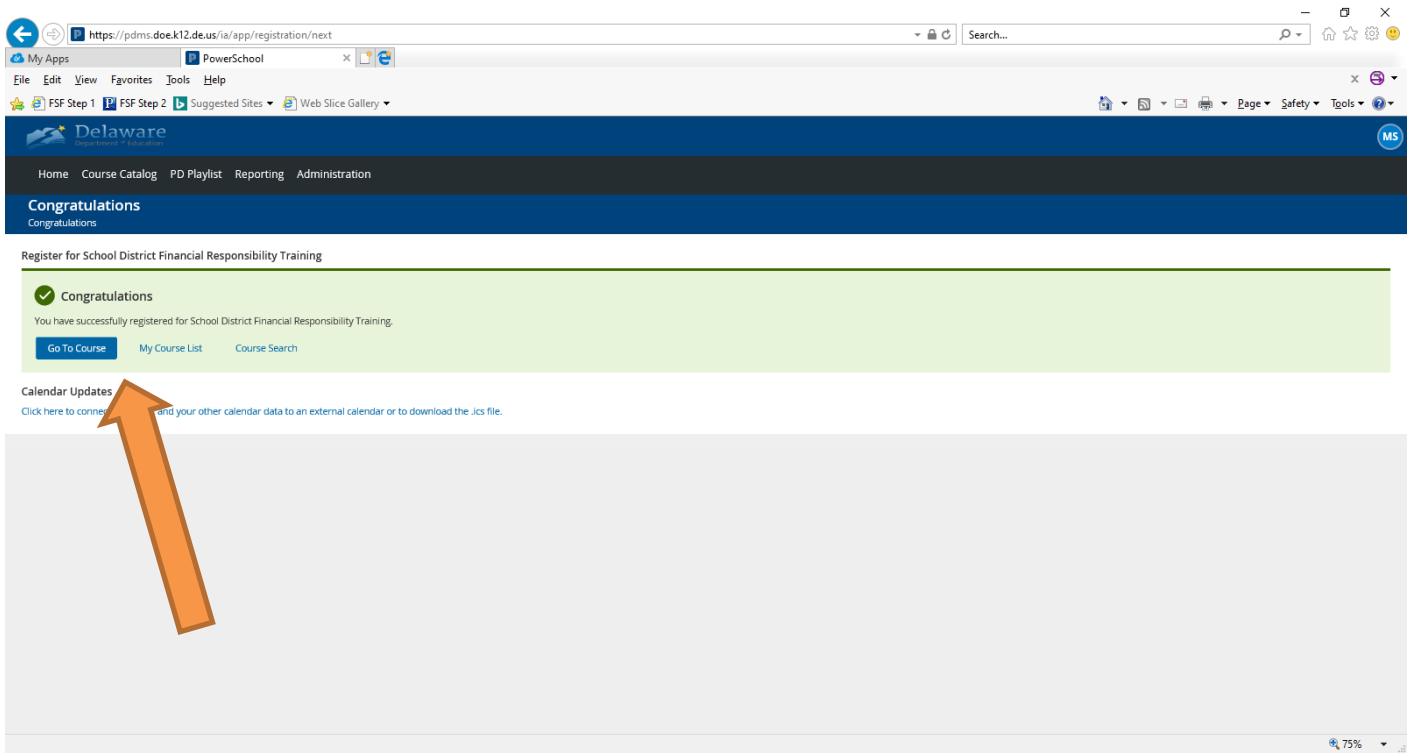 https://pdms.doe.k12.de.us/ia/app/registration/next
Search...
My Apps
PowerSchool
File Edit View Favorites Tools Help
FSF Step 1 FSF Step 2 Suggested Sites Web Slice Gallery
Page Safety Tools
Delaware
Department of Education
MS
Home Course Catalog PD Playlist Reporting Administration
Congratulations
Congratulations
Register for School District Financial Responsibility Training
Congratulations
You have successfully registered for School District Financial Responsibility Training.
Go To Course My Course List Course Search
Calendar Updates
Click here to and your other calendar data to an external calendar or to download the .ics file.
75%